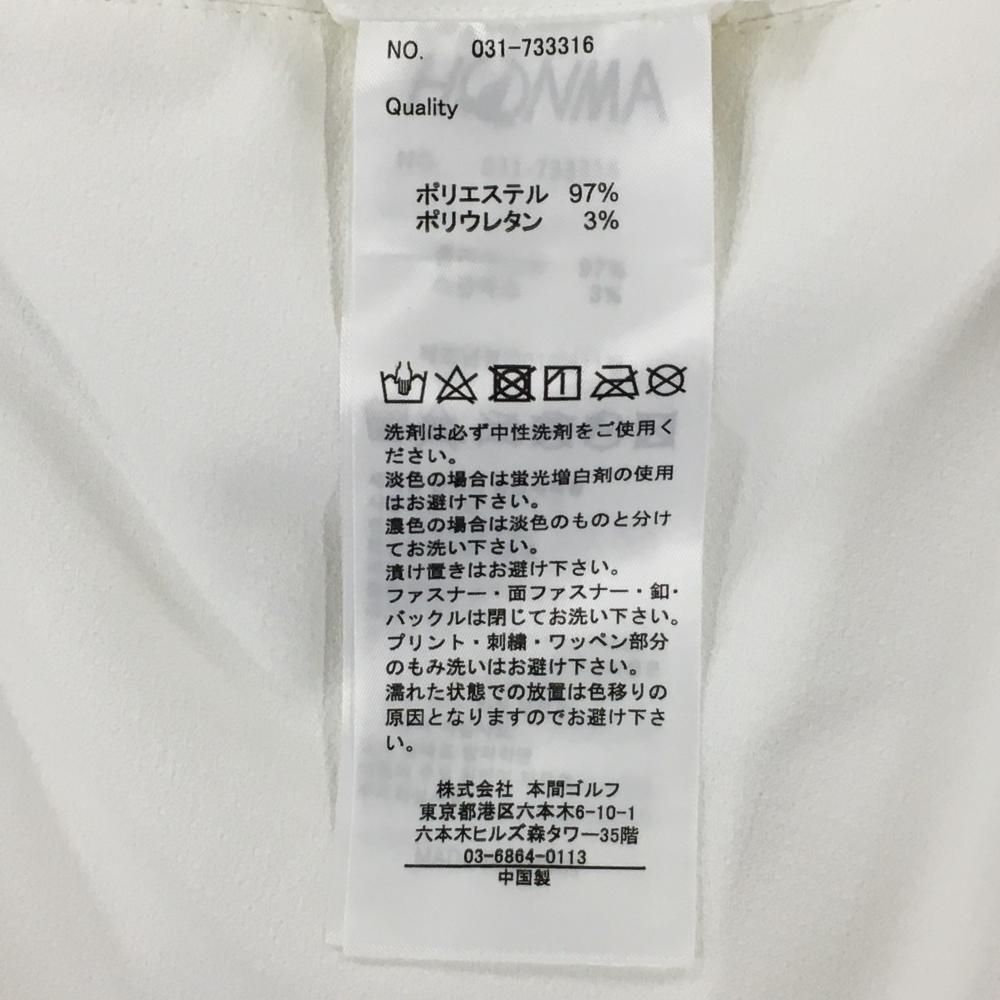 NO. 031-733316
Quality
ポリエステル 97%
ポリウレタン 3%
洗剤は必ず中性洗剤をご使用く
ださい。
淡色の場合は蛍光増白剤の使用
はお避け下さい。
濃色の場合は淡色のものと分け
てお洗い下さい。
漬け置きはお避け下さい。
ファスナー・面ファスナー・釦・
バックルは閉じてお洗い下さい。
プリント・刺繍・ワッペン部分
のもみ洗いはお避け下さい。
濡れた状態での放置は色移りの
原因となりますのでお避け下さ
い。
株式会社 本間ゴルフ
東京都港区六本木6-10-1
六本木ヒルズ森タワー35階
03-6864-0113
中国製